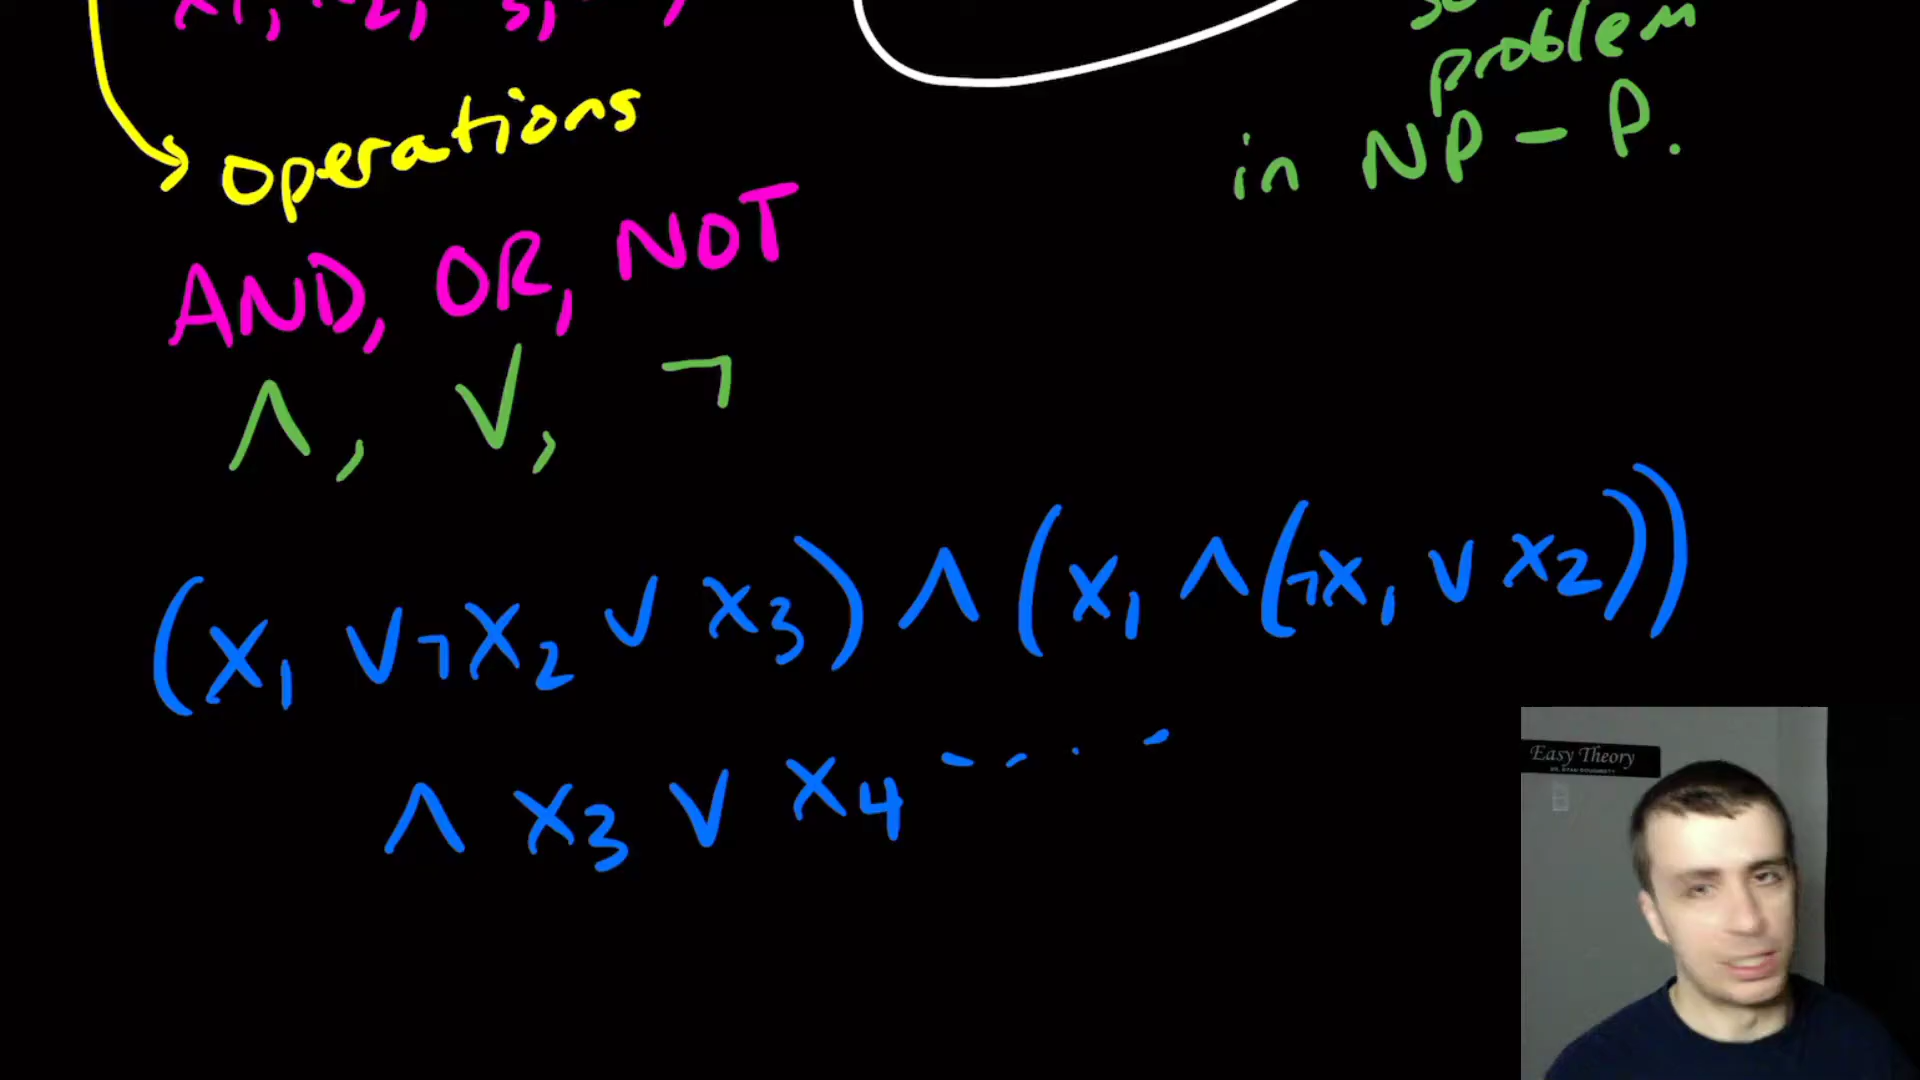 problem
in NP - P.
operations
AND, OR, NOT
∧, ∨, ¬
(x₁ ∨ ¬x₂ ∨ x₃) ∧ (x₁ ∧ (¬x₁ ∨ x₂))
∧ x₃ ∨ x₄ ----
Easy Theory